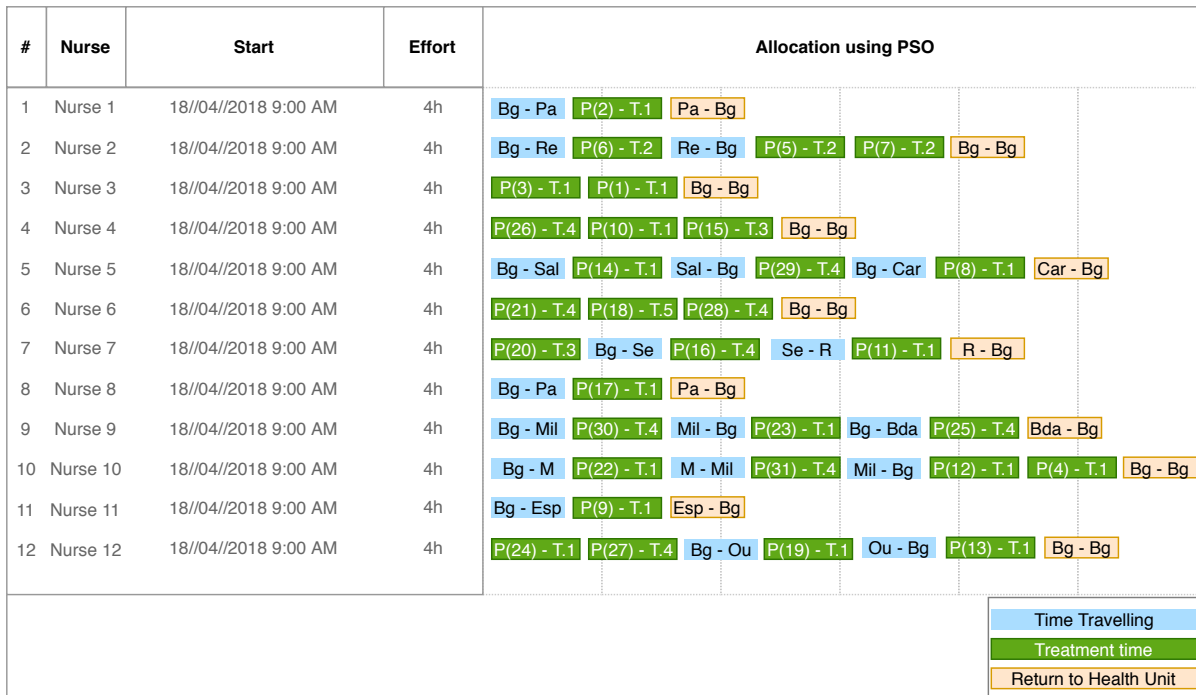 # Nurse Start Effort Allocation using PSO
1 Nurse 1 18//04//2018 9:00 AM 4h Bg - Pa P(2) - T.1 Pa - Bg
2 Nurse 2 18//04//2018 9:00 AM 4h Bg - Re P(6) - T.2 Re - Bg P(5) - T.2 P(7) - T.2 Bg - Bg
3 Nurse 3 18//04//2018 9:00 AM 4h P(3) - T.1 P(1) - T.1 Bg - Bg
4 Nurse 4 18//04//2018 9:00 AM 4h P(26) - T.4 P(10) - T.1 P(15) - T.3 Bg - Bg
5 Nurse 5 18//04//2018 9:00 AM 4h Bg - Sal P(14) - T.1 Sal - Bg P(29) - T.4 Bg - Car P(8) - T.1 Car - Bg
6 Nurse 6 18//04//2018 9:00 AM 4h P(21) - T.4 P(18) - T.5 P(28) - T.4 Bg - Bg
7 Nurse 7 18//04//2018 9:00 AM 4h P(20) - T.3 Bg - Se P(16) - T.4 Se - R P(11) - T.1 R - Bg
8 Nurse 8 18//04//2018 9:00 AM 4h Bg - Pa P(17) - T.1 Pa - Bg
9 Nurse 9 18//04//2018 9:00 AM 4h Bg - Mil P(30) - T.4 Mil - Bg P(23) - T.1 Bg - Bda P(25) - T.4 Bda - Bg
10 Nurse 10 18//04//2018 9:00 AM 4h Bg - M P(22) - T.1 M - Mil P(31) - T.4 Mil - Bg P(12) - T.1 P(4) - T.1 Bg - Bg
11 Nurse 11 18//04//2018 9:00 AM 4h Bg - Esp P(9) - T.1 Esp - Bg
12 Nurse 12 18//04//2018 9:00 AM 4h P(24) - T.1 P(27) - T.4 Bg - Ou P(19) - T.1 Ou - Bg P(13) - T.1 Bg - Bg
Time Travelling
Treatment time
Return to Health Unit